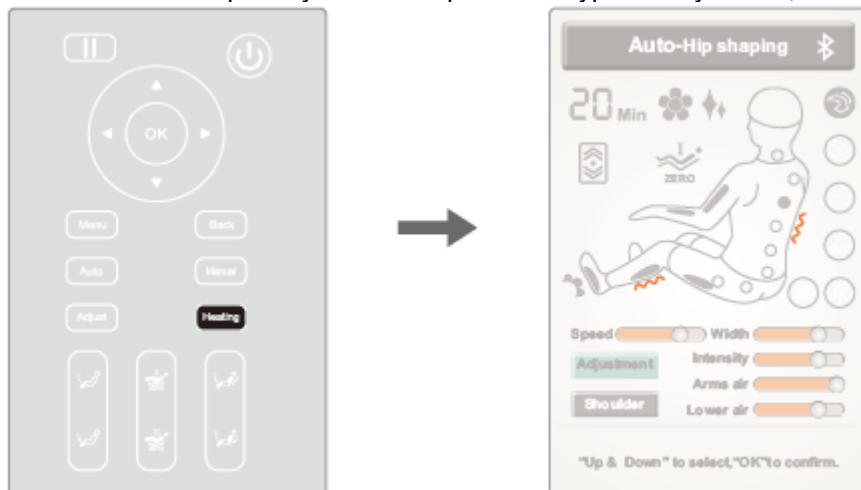 OK
Menu Back
Auto Manual
Adjust Heating
Auto-Hip shaping
20 Min
I
ZERO
Speed Width
Adjustment Intensity
Arms air
Shoulder Lower air
"Up & Down" to select,"OK"to confirm.